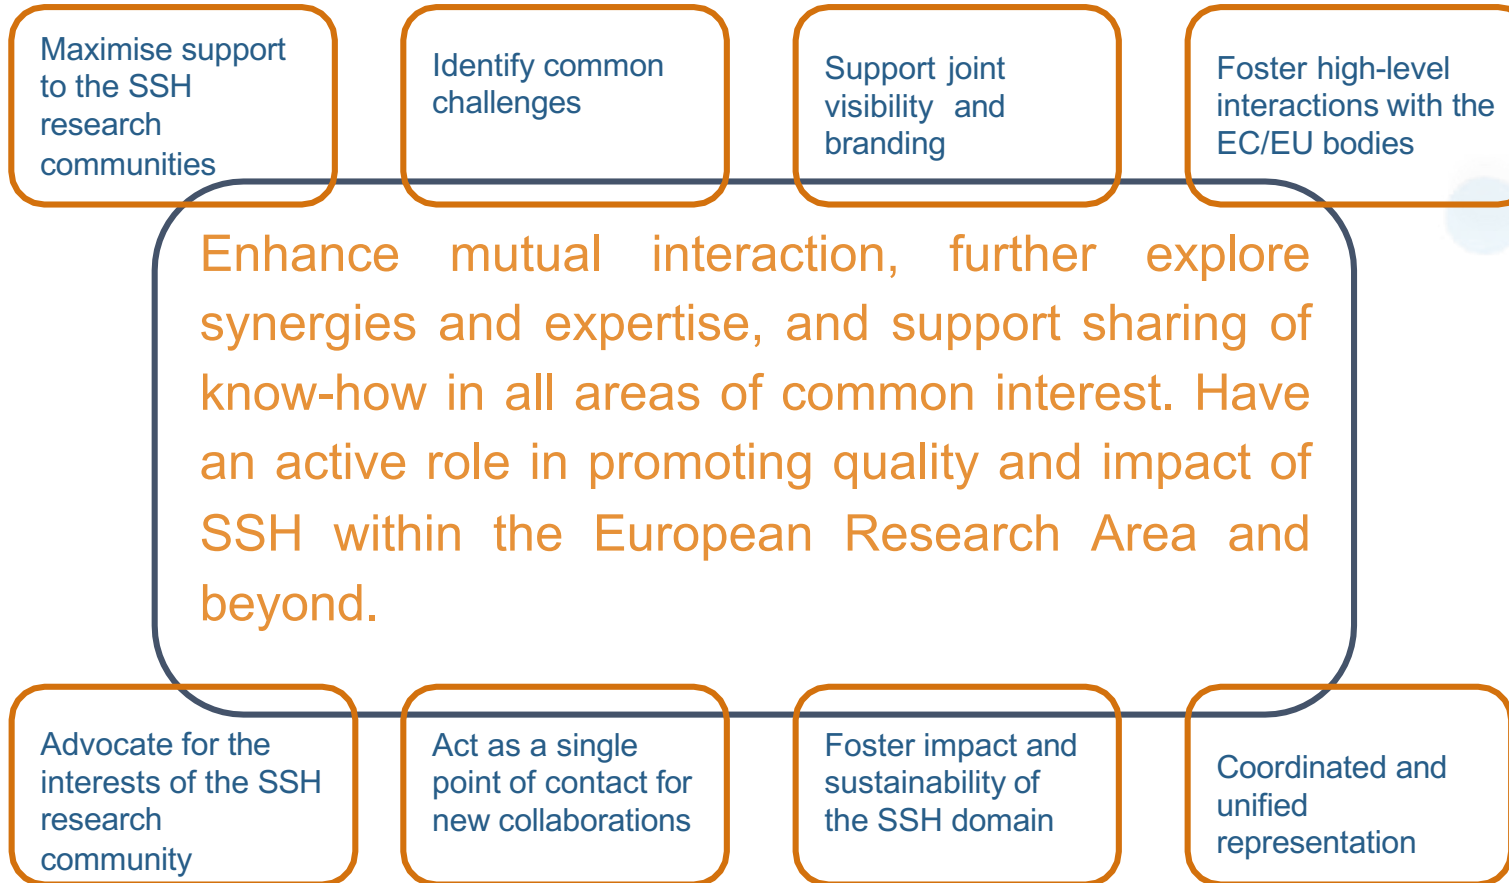 Maximise support
to the SSH
research
communities
Identify common
challenges
Support joint
visibility and
branding
Foster high-level
interactions with the
EC/EU bodies
Enhance mutual interaction, further explore
synergies and expertise, and support sharing of
know-how in all areas of common interest. Have
an active role in promoting quality and impact of
SSH within the European Research Area and
beyond.
Advocate for the
interests of the SSH
research
community
Act as a single
point of contact for
new collaborations
Foster impact and
sustainability of
the SSH domain
Coordinated and
unified
representation